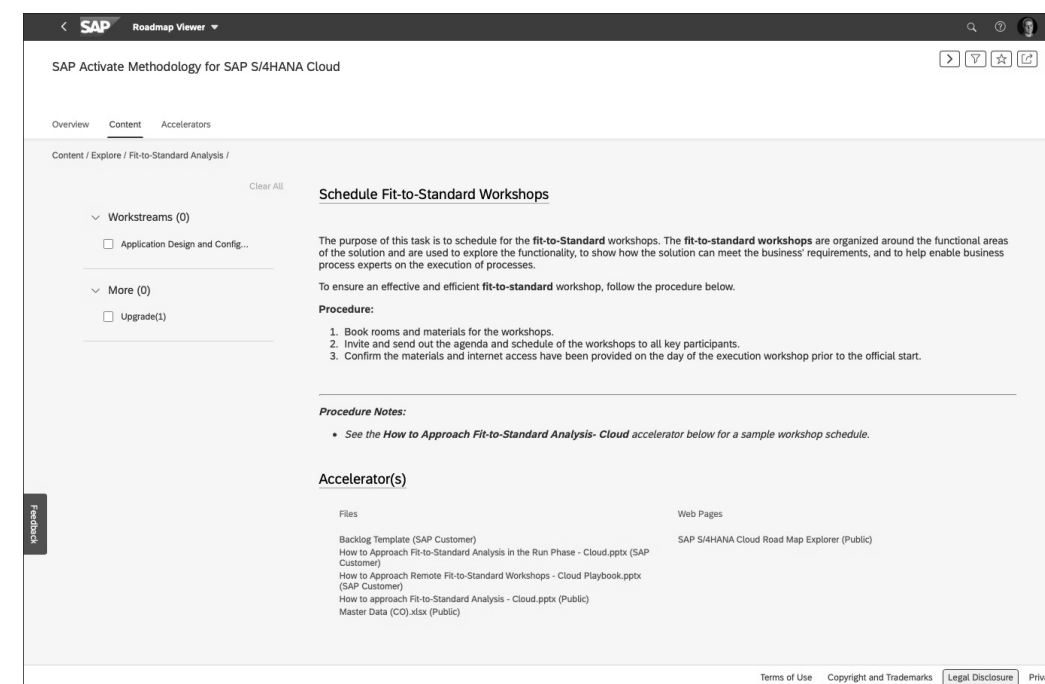 SAP Roadmap Viewer
SAP Activate Methodology for SAP S/4HANA Cloud
Overview Content Accelerators
Content / Explore / Fit-to-Standard Analysis /
Clear All
Workstreams (0)
Application Design and Config...
More (0)
Upgrade(1)
Schedule Fit-to-Standard Workshops
The purpose of this task is to schedule for the fit-to-Standard workshops. The fit-to-standard workshops are organized around the functional areas
of the solution and are used to explore the functionality, to show how the solution can meet the business' requirements, and to help enable business
process experts on the execution of processes.
To ensure an effective and efficient fit-to-standard workshop, follow the procedure below.
Procedure:
1. Book rooms and materials for the workshops.
2. Invite and send out the agenda and schedule of the workshops to all key participants.
3. Confirm the materials and internet access have been provided on the day of the execution workshop prior to the official start.
Procedure Notes:
• See the How to Approach Fit-to-Standard Analysis- Cloud accelerator below for a sample workshop schedule.
Accelerator(s)
Files
Backlog Template (SAP Customer)
How to Approach Fit-to-Standard Analysis in the Run Phase - Cloud.pptx (SAP
Customer)
How to Approach Remote Fit-to-Standard Workshops - Cloud Playbook.pptx
(SAP Customer)
How to approach Fit-to-Standard Analysis - Cloud.pptx (Public)
Master Data (CO).xlsx (Public)
Web Pages
SAP S/4HANA Cloud Road Map Explorer (Public)
Feedback
Terms of Use Copyright and Trademarks Legal Disclosure Priv